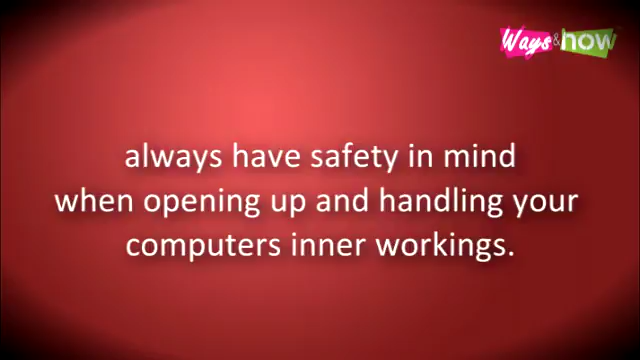 Ways&how
always have safety in mind
when opening up and handling your
computers inner workings.